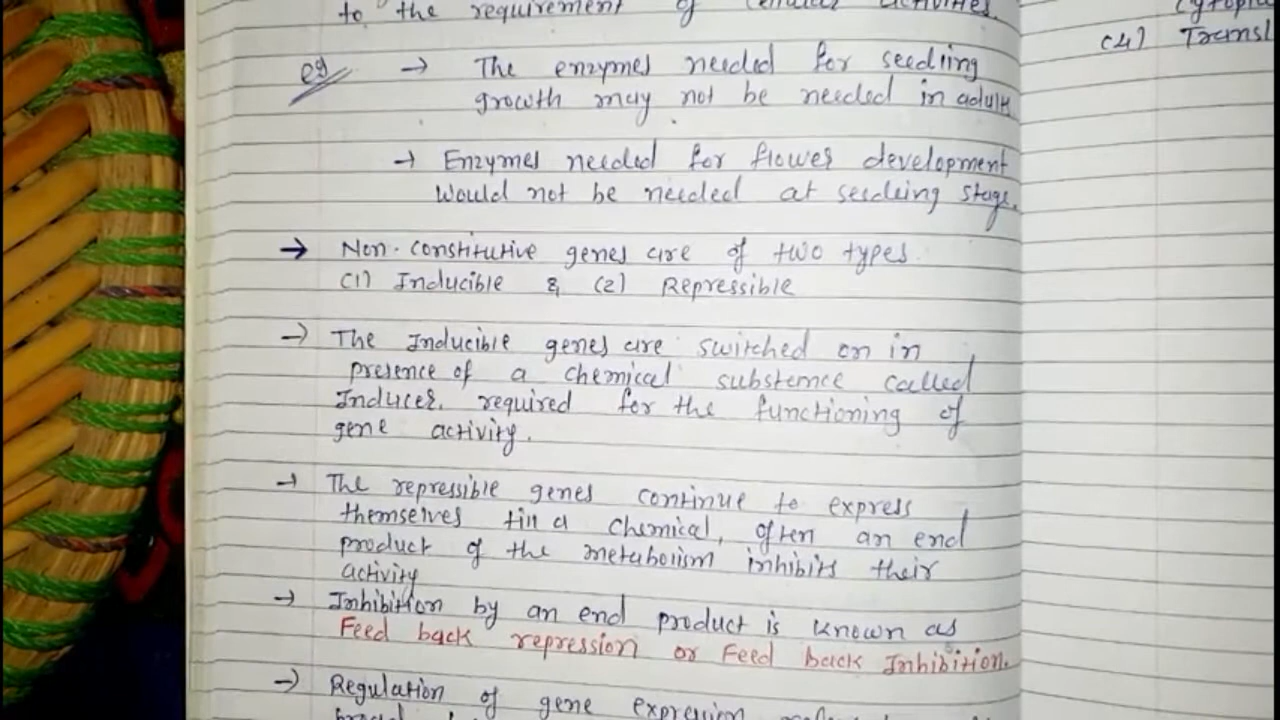 to the requirement of cellular activities.
eg → The enzymes needed for seedling
growth may not be needed in adult
→ Enzymes needed for flower development
would not be needed at seedling stage.
→ Non-constitutive genes are of two types.
(1) Inducible & (2) Repressible
→ The Inducible genes are switched on in
presence of a chemical substance called
Inducer, required for the functioning of
gene activity.
→ The repressible genes continue to express
themselves till a chemical, often an end
product of the metabolism inhibits their
activity
→ Inhibition by an end product is known as
Feed back repression or Feed back Inhibition.
→ Regulation of gene expression
(4) Transl